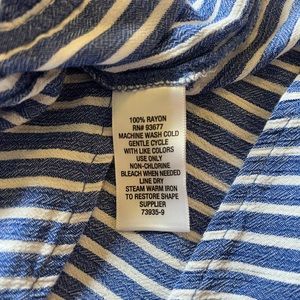 100% RAYON
RN# 93677
MACHINE WASH COLD
GENTLE CYCLE
WITH LIKE COLORS
USE ONLY
NON-CHLORINE
BLEACH WHEN NEEDED
LINE DRY
STEAM WARM IRON
TO RESTORE SHAPE
SUPPLIER
73935-9